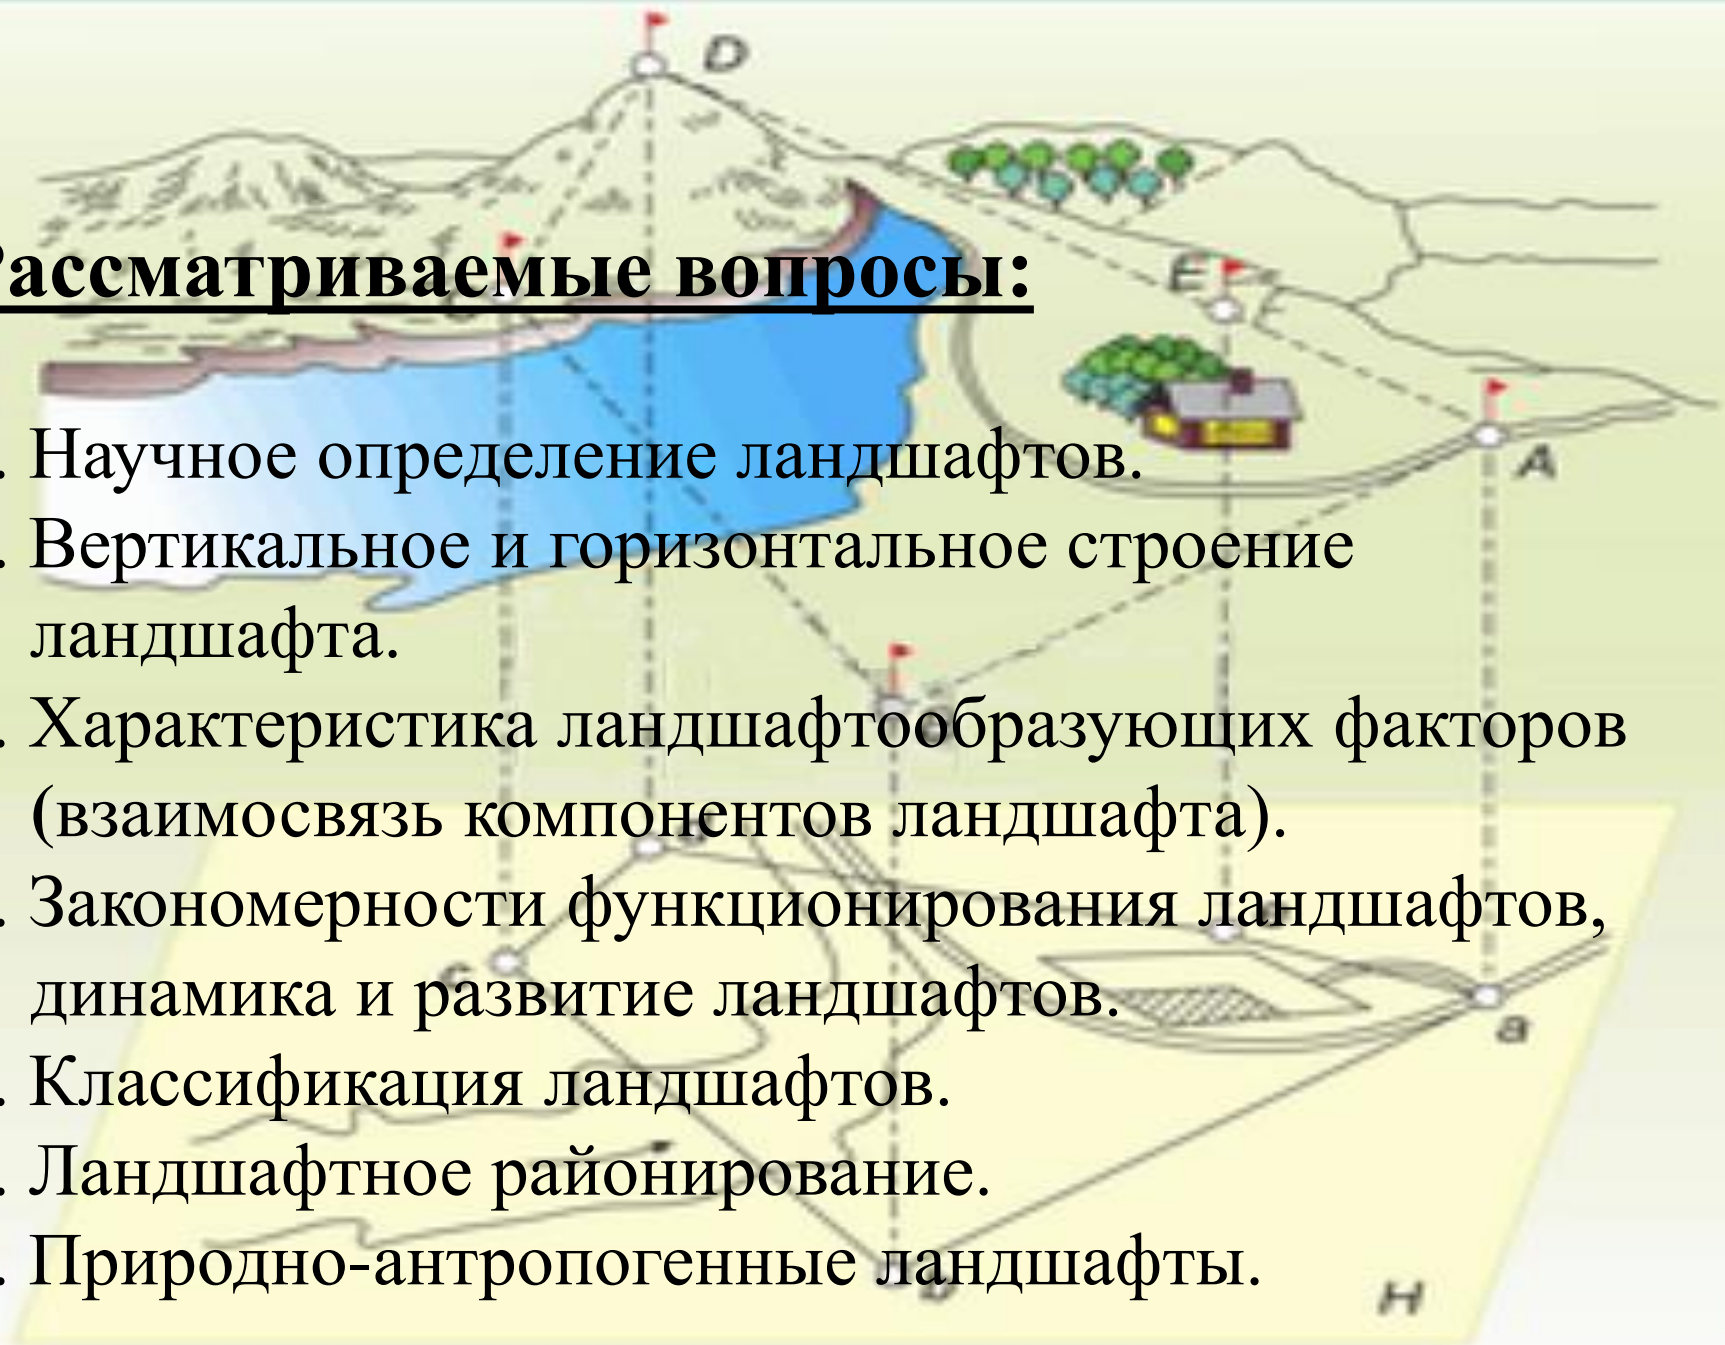 D
E
Рассматриваемые вопросы:
A
. Научное определение ландшафтов.
. Вертикальное и горизонтальное строение
ландшафта.
. Характеристика ландшафтообразующих факторов
(взаимосвязь компонентов ландшафта).
. Закономерности функционирования ландшафтов,
динамика и развитие ландшафтов.
c
a
. Классификация ландшафтов.
. Ландшафтное районирование.
. Природно-антропогенные ландшафты.
b
H